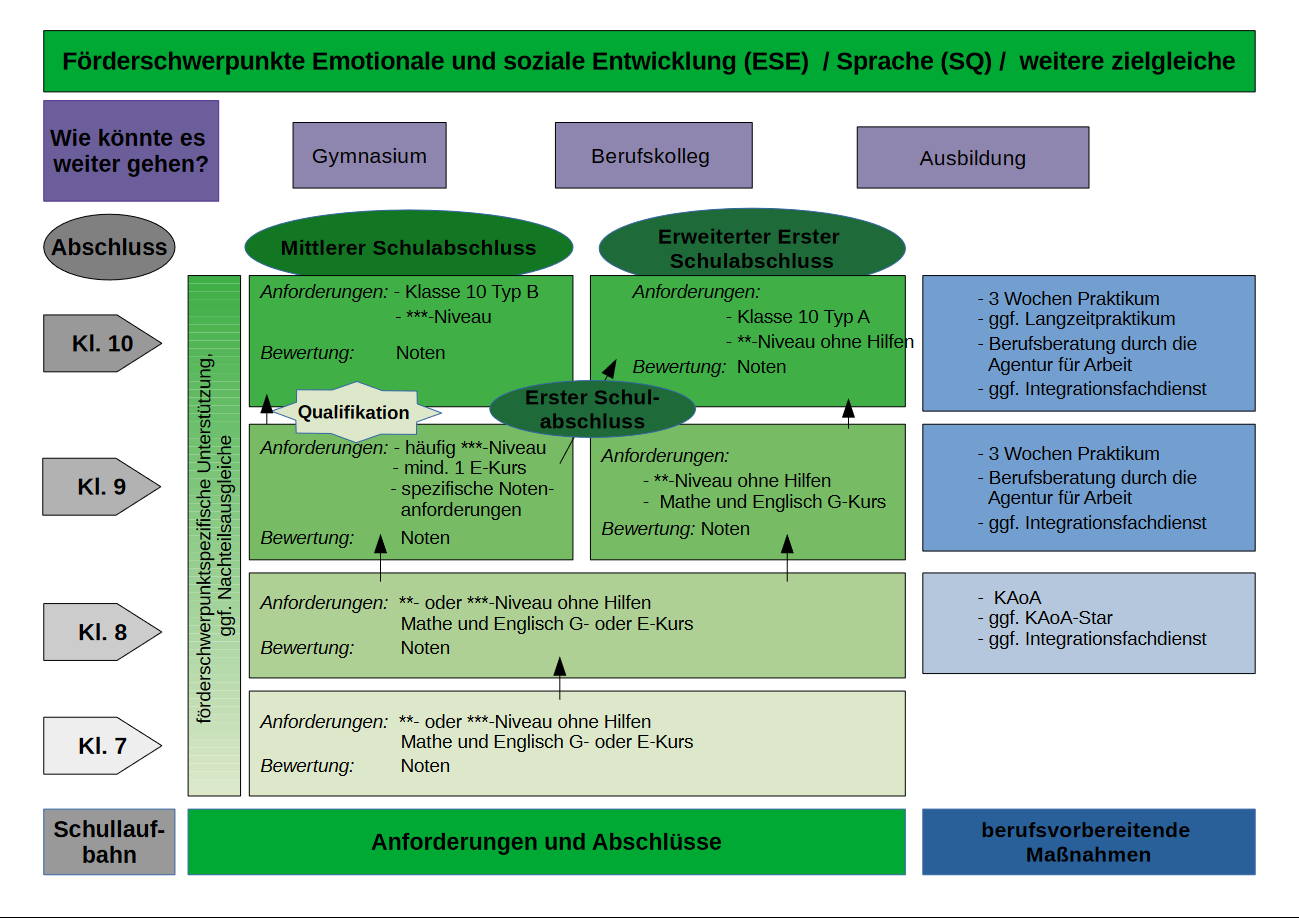 Förderschwerpunkte Emotionale und soziale Entwicklung (ESE)  / Sprache (SQ) /  weitere zielgleiche
Wie könnte es
weiter gehen?
Gymnasium
Berufskolleg
Ausbildung
Abschluss
Mittlerer Schulabschluss
Erweiterter Erster
Schulabschluss
Kl. 10
Anforderungen: - Klasse 10 Typ B
- ***-Niveau
Bewertung: Noten
Anforderungen:
- Klasse 10 Typ A
- **-Niveau ohne Hilfen
Bewertung: Noten
- 3 Wochen Praktikum
- ggf. Langzeitpraktikum
- Berufsberatung durch die
Agentur für Arbeit
- ggf. Integrationsfachdienst
Qualifikation
Erster Schul-
abschluss
Kl. 9
Anforderungen: - häufig ***-Niveau
- mind. 1 E-Kurs
- spezifische Noten-
anforderungen
Bewertung: Noten
Anforderungen:
- **-Niveau ohne Hilfen
- Mathe und Englisch G-Kurs
Bewertung: Noten
- 3 Wochen Praktikum
- Berufsberatung durch die
Agentur für Arbeit
- ggf. Integrationsfachdienst
förderschwerpunktspezifische Unterstützung,
ggf. Nachteilsausgleiche
Kl. 8
Anforderungen: **- oder ***-Niveau ohne Hilfen
Mathe und Englisch G- oder E-Kurs
Bewertung: Noten
- KAoA
- ggf. KAoA-Star
- ggf. Integrationsfachdienst
Kl. 7
Anforderungen: **- oder ***-Niveau ohne Hilfen
Mathe und Englisch G- oder E-Kurs
Bewertung: Noten
Schullauf-
bahn
Anforderungen und Abschlüsse
berufsvorbereitende
Maßnahmen